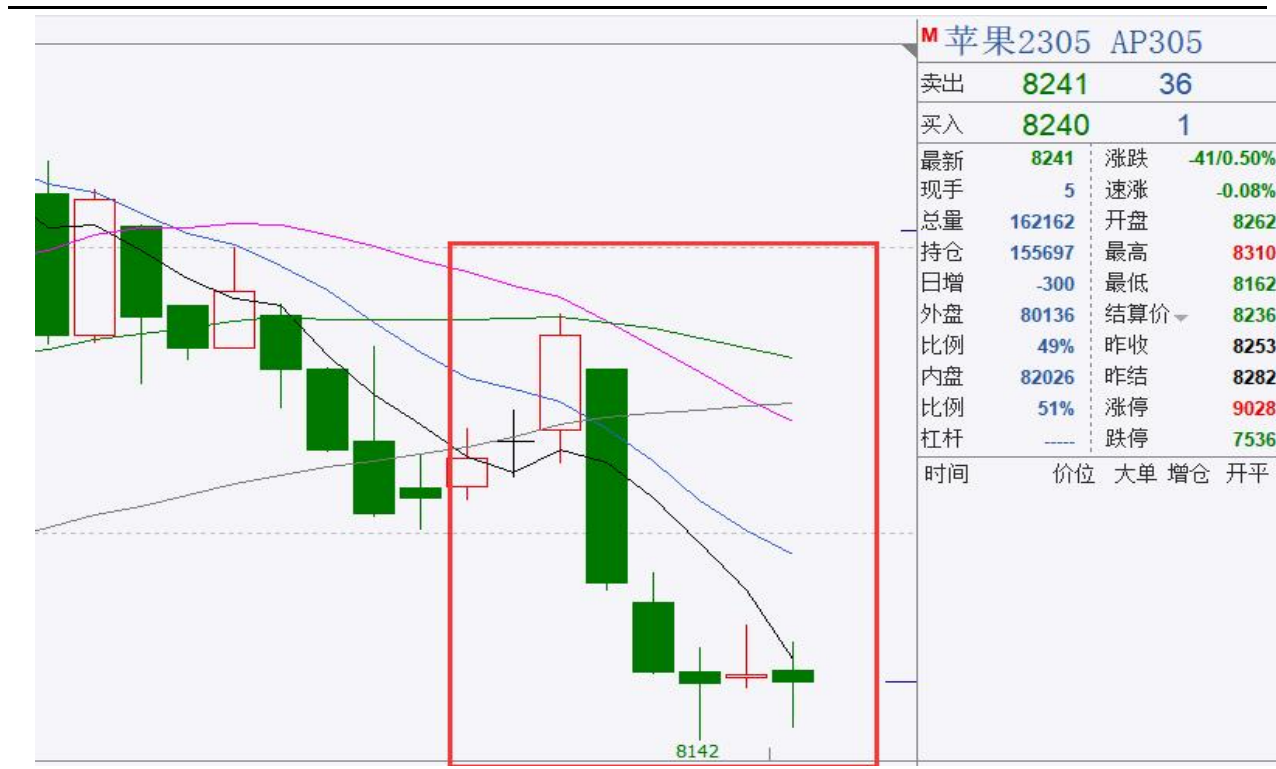 M 苹果2305 AP305
卖出 8241 36
买入 8240 1
最新 8241 涨跌 -41/0.50%
现手 5 速涨 -0.08%
总量 162162 开盘 8262
持仓 155697 最高 8310
日增 -300 最低 8162
外盘 80136 结算价 8236
比例 49% 昨收 8253
内盘 82026 昨结 8282
比例 51% 涨停 9028
杠杆 ----- 跌停 7536
时间 价位 大单 增仓 开平
8142